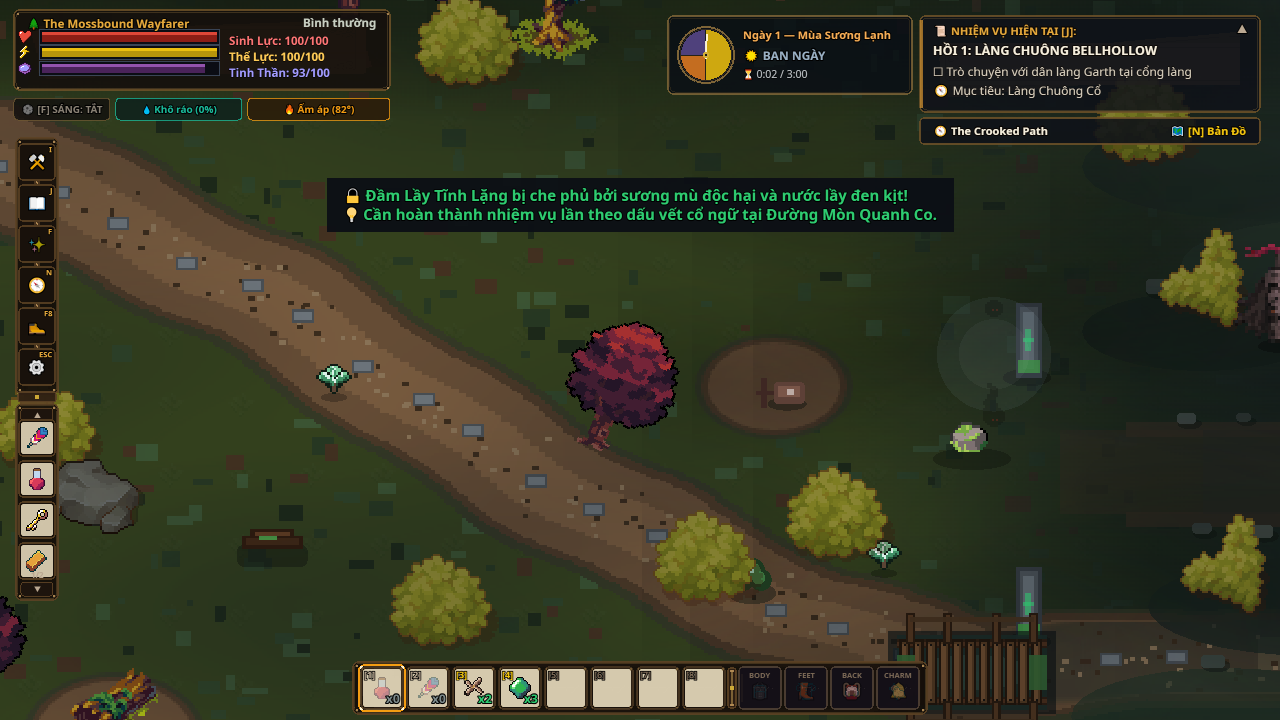 The Mossbound Wayfarer
Bình thường
Sinh Lực: 100/100
Thể Lực: 100/100
Tinh Thần: 93/100
[F] SÁNG: TẮT
Khô ráo (0%)
Ấm áp (82°)
Ngày 1 — Mùa Sương Lạnh
BAN NGÀY
0:02 / 3:00
NHIỆM VỤ HIỆN TẠI [J]:
HỒI 1: LÀNG CHUÔNG BELLHOLLOW
Trò chuyện với dân làng Garth tại cổng làng
Mục tiêu: Làng Chuông Cổ
The Crooked Path
[N] Bản Đồ
Đầm Lầy Tĩnh Lặng bị che phủ bởi sương mù độc hại và nước lầy đen kịt!
Cần hoàn thành nhiệm vụ lần theo dấu vết cổ ngữ tại Đường Mòn Quanh Co.
I
J
F
N
F8
ESC
[1] x0
[2] x0
[3] x2
[4] x3
[5]
[6]
[7]
[8]
BODY
FEET
BACK
CHARM